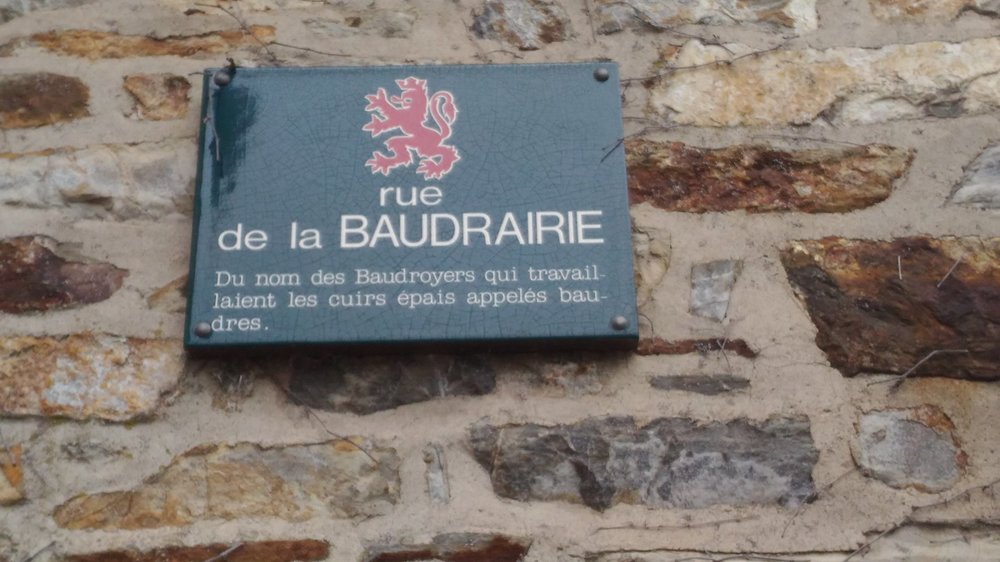 rue
de la BAUDRAIRIE
Du nom des Baudroyers qui travail-
laient les cuirs épais appelés bau-
dres.